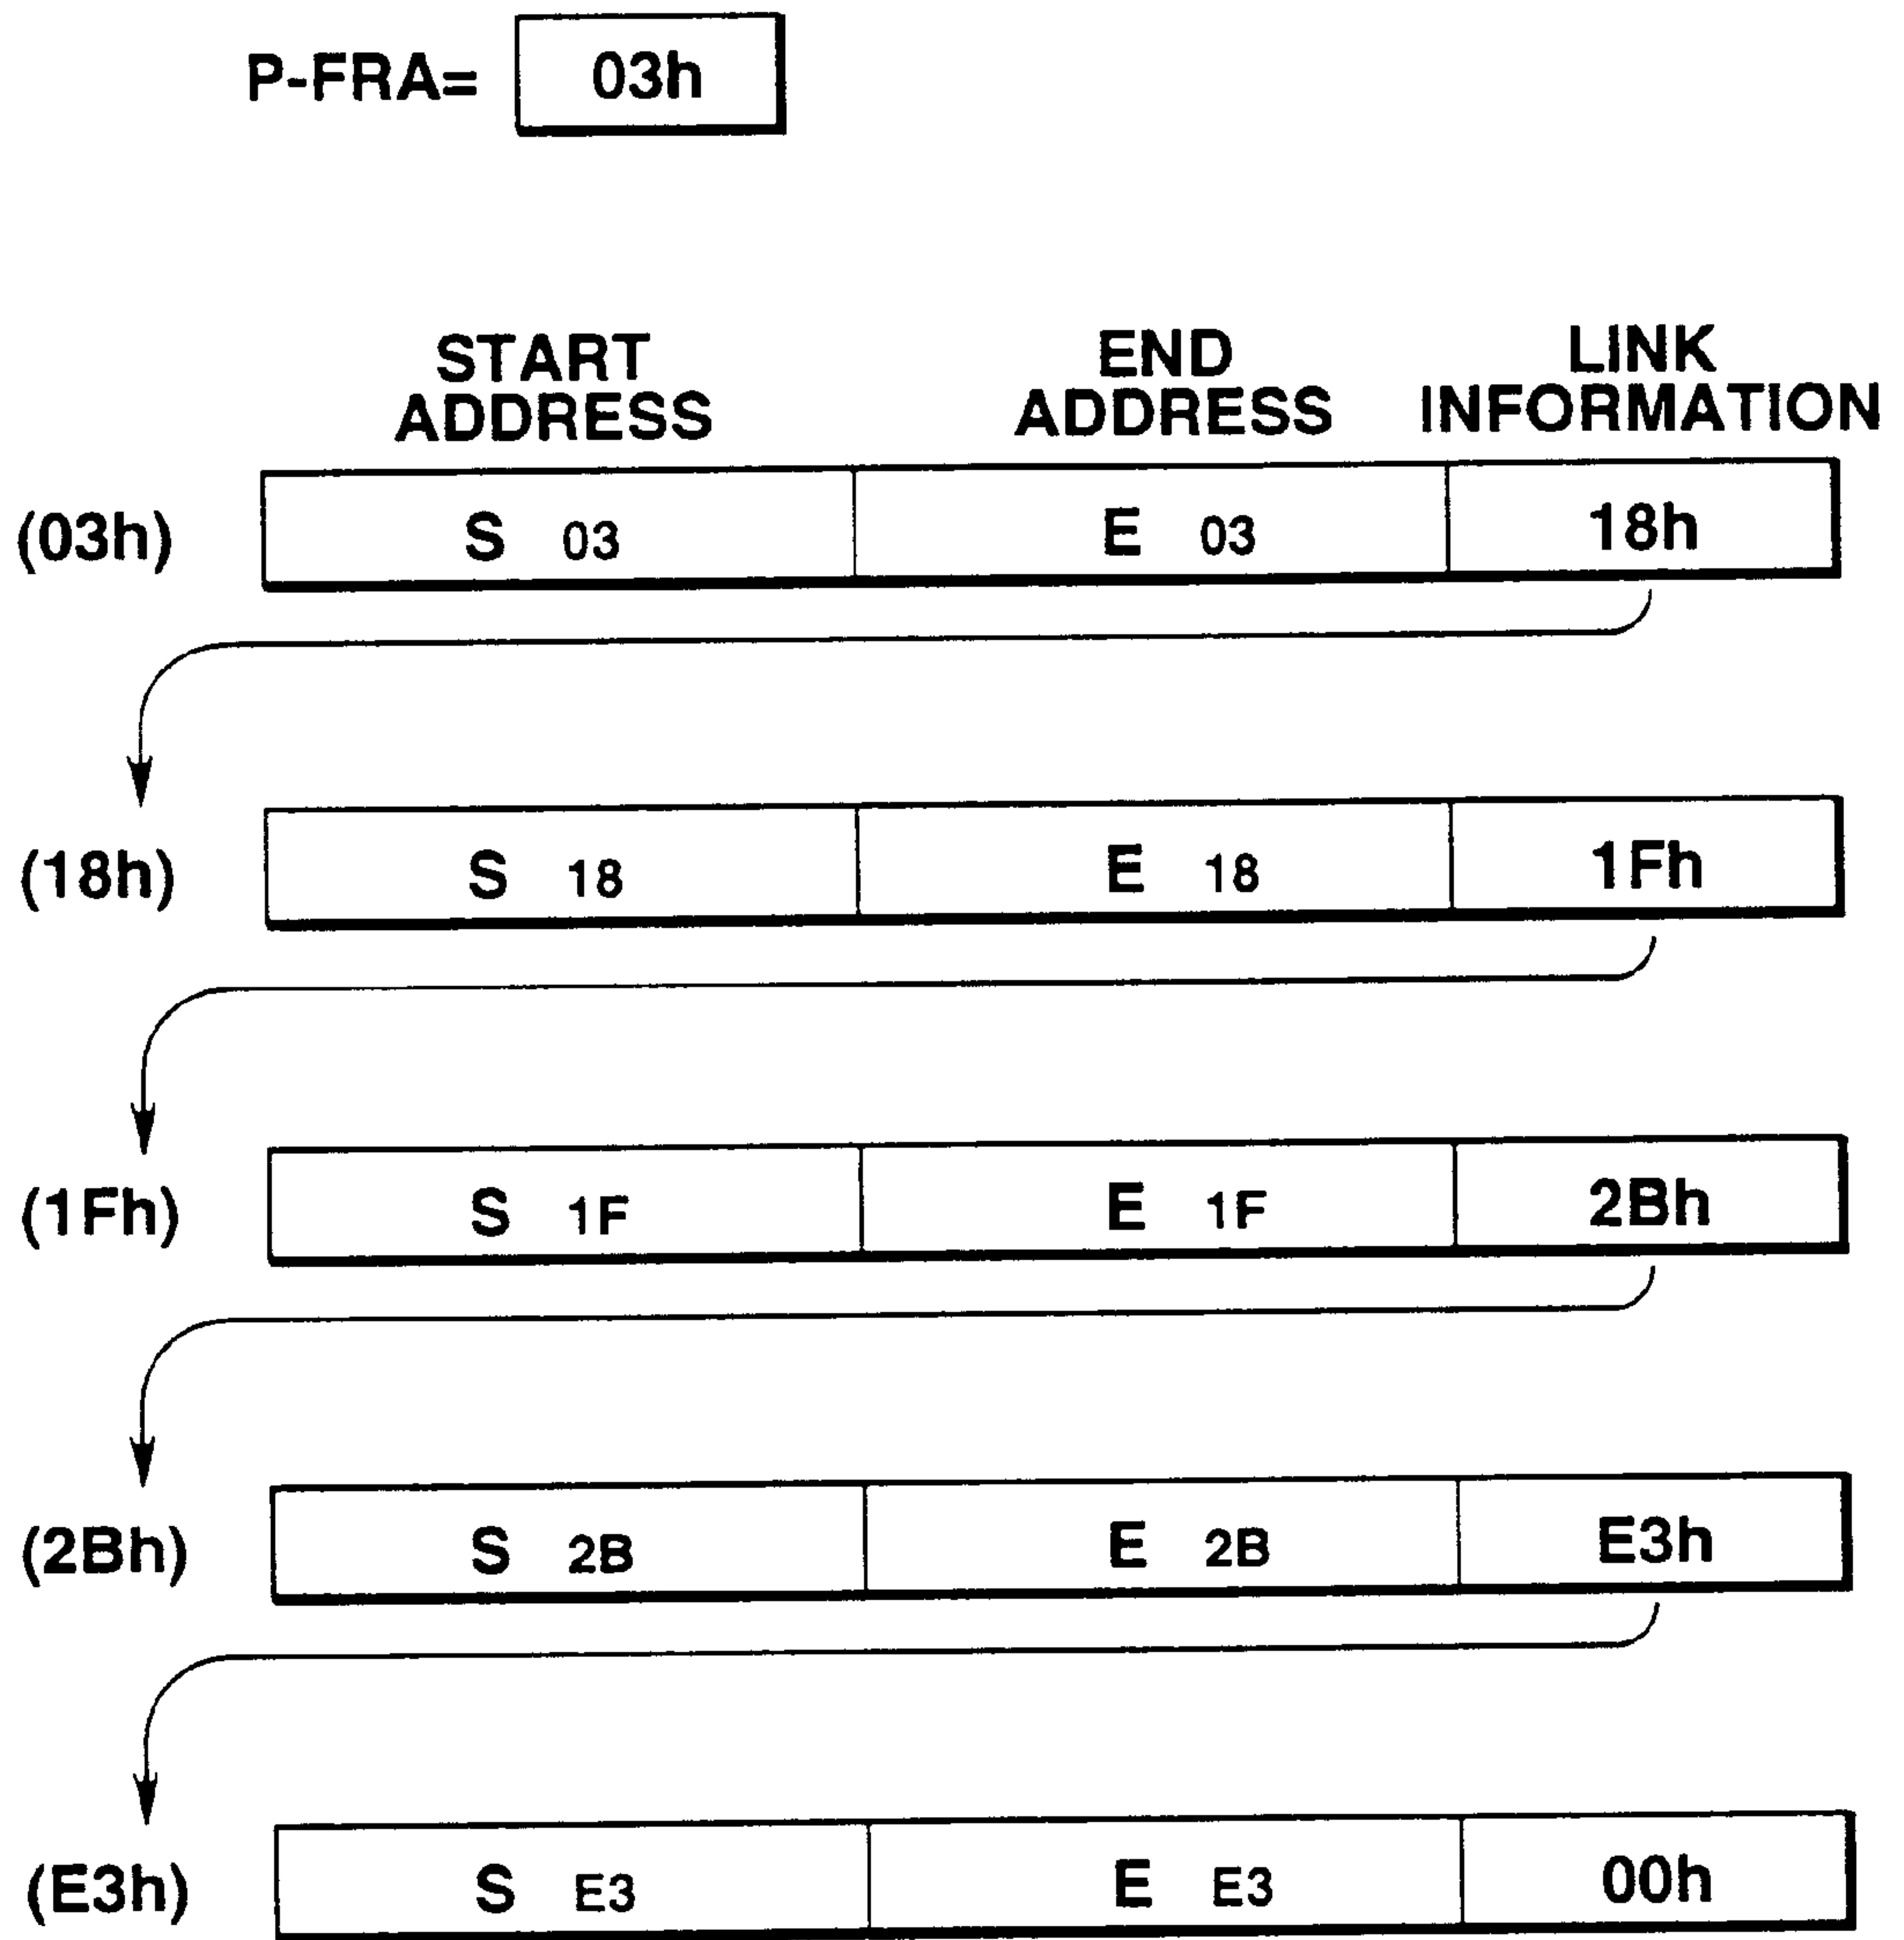 P-FRA= 03h
START ADDRESS END ADDRESS LINK INFORMATION
(03h) S 03 E 03 18h
(18h) S 18 E 18 1Fh
(1Fh) S 1F E 1F 2Bh
(2Bh) S 2B E 2B E3h
(E3h) S E3 E E3 00h